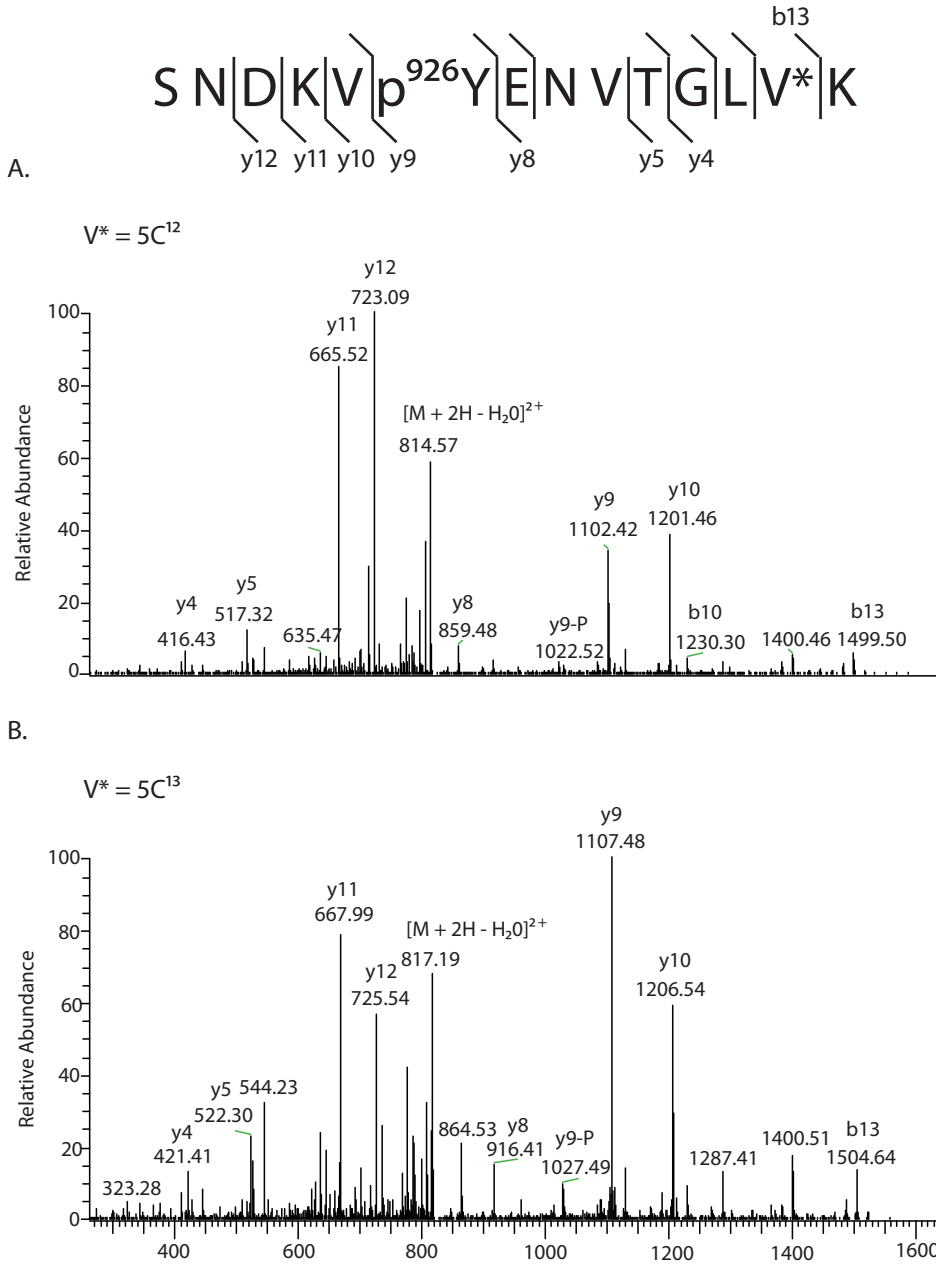 b13
S N D K V p⁹²⁶Y E N V T G L V* K
y12 y11 y10 y9 y8 y5 y4
A.
V* = 5C¹²
y12
723.09
y11
665.52
[M + 2H - H₂0]²⁺
814.57
y9
1102.42
y10
1201.46
y4
416.43
y5
517.32
635.47
y8
859.48
y9-P
1022.52
b10
1230.30
1400.46
b13
1499.50
100
80
60
40
20
0
Relative Abundance
B.
V* = 5C¹³
y9
1107.48
y11
667.99
[M + 2H - H₂0]²⁺
817.19
y12
725.54
y10
1206.54
y5 544.23
522.30
y4
421.41
323.28
864.53
y8
916.41
y9-P
1027.49
1287.41
1400.51
b13
1504.64
100
80
60
40
20
0
Relative Abundance
400 600 800 1000 1200 1400 1600